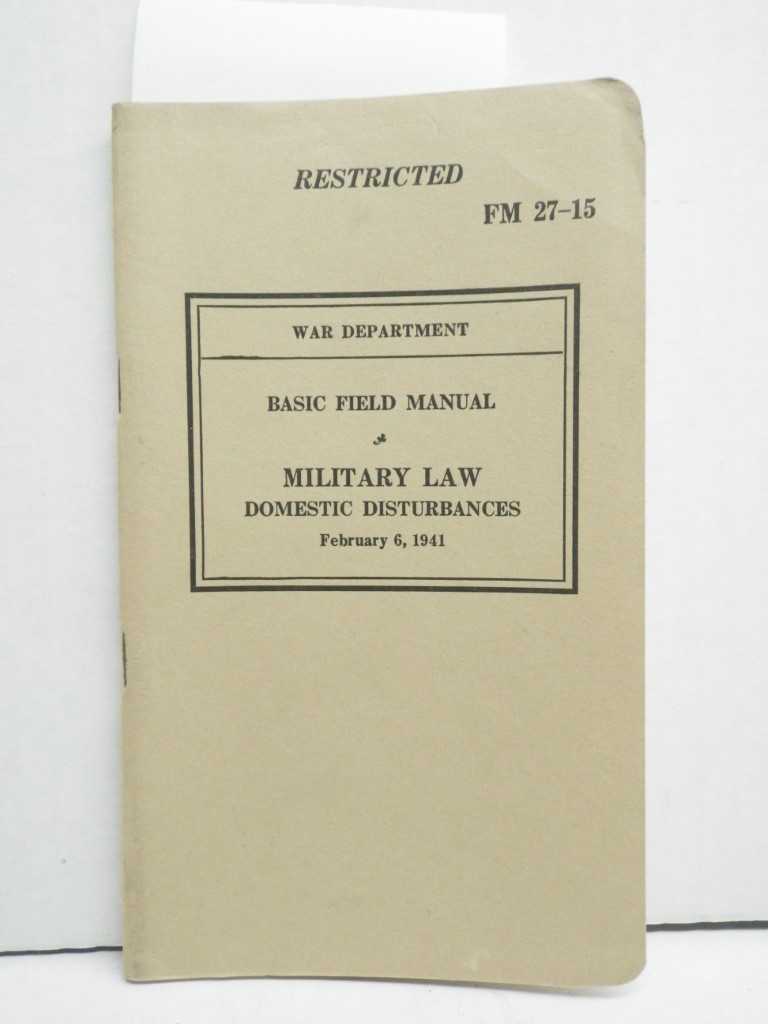 RESTRICTED
FM 27–15
WAR DEPARTMENT
BASIC FIELD MANUAL
MILITARY LAW
DOMESTIC DISTURBANCES
February 6, 1941